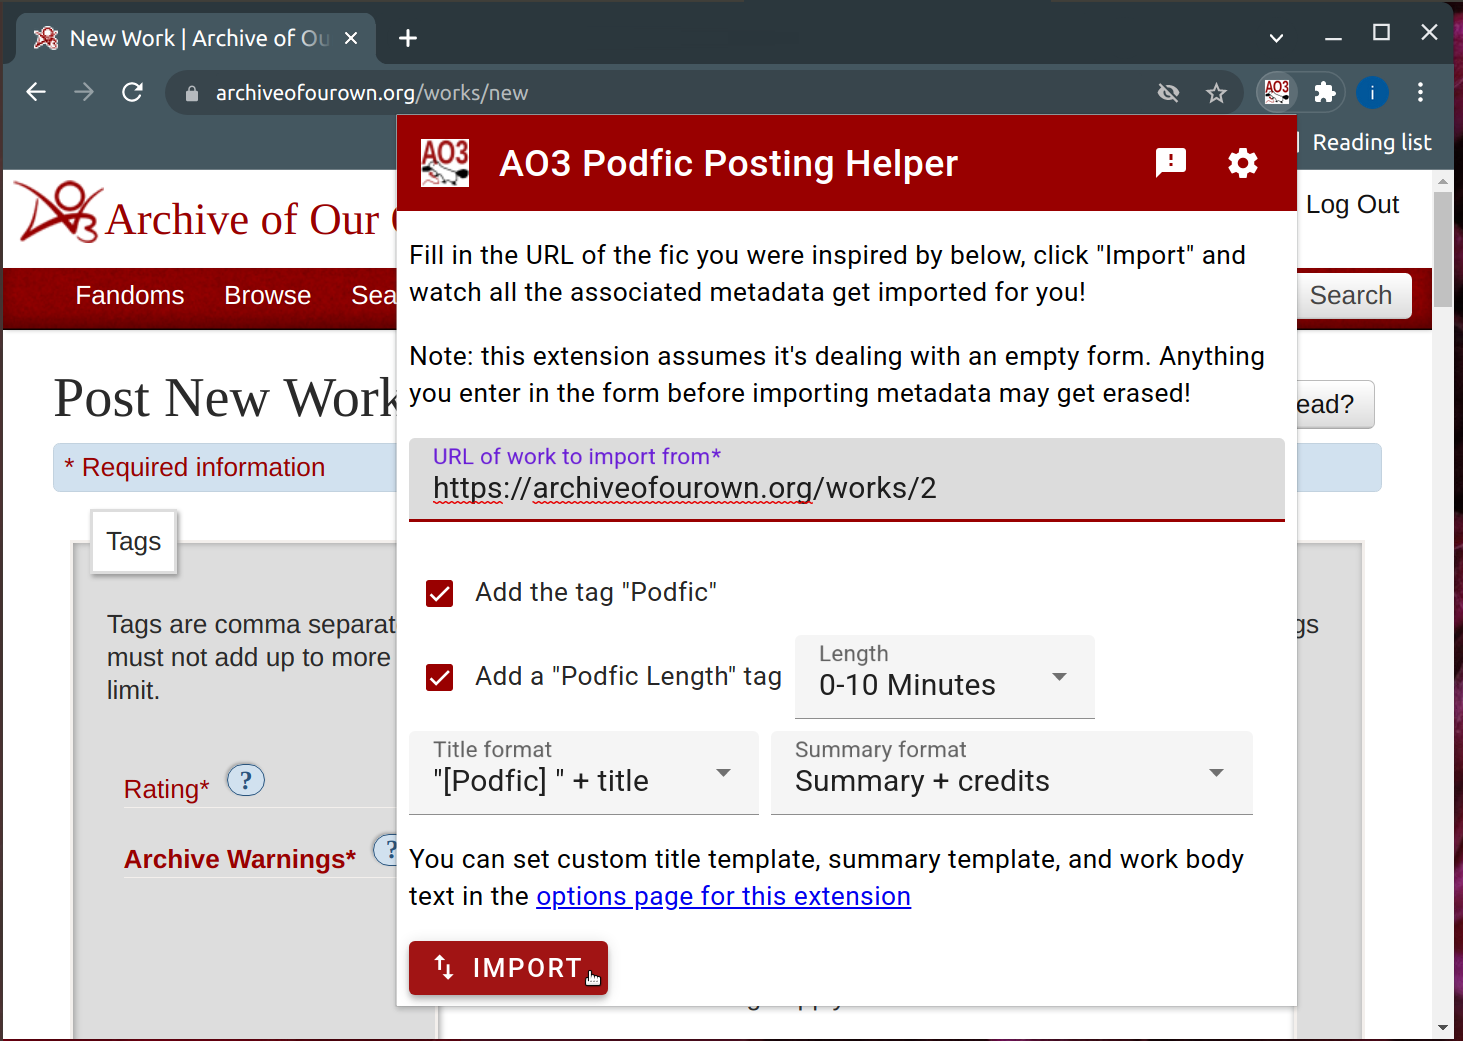 New Work | Archive of Ou
archiveofourown.org/works/new
AO3
i
Reading list
AO3
AO3 Podfic Posting Helper
Archive of Our
Log Out
Fill in the URL of the fic you were inspired by below, click "Import" and
watch all the associated metadata get imported for you!
Fandoms
Browse
Sea
Search
Note: this extension assumes it's dealing with an empty form. Anything
you enter in the form before importing metadata may get erased!
Post New Work
ead?
* Required information
URL of work to import from*
https://archiveofourown.org/works/2
Tags
Add the tag "Podfic"
Tags are comma separat
gs
must not add up to more
limit.
Add a "Podfic Length" tag
Length
0-10 Minutes
Title format
"[Podfic] " + title
Summary format
Summary + credits
Rating*
?
Archive Warnings*
?
You can set custom title template, summary template, and work body
text in the options page for this extension
IMPORT